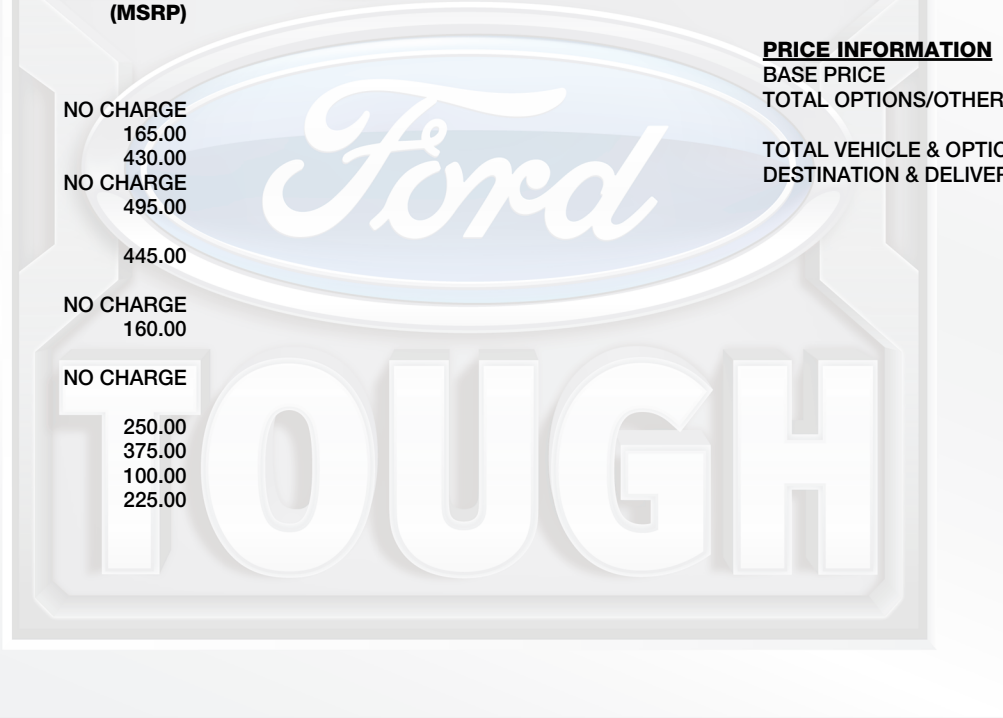 (MSRP)
NO CHARGE
165.00
430.00
NO CHARGE
495.00
445.00
NO CHARGE
160.00
NO CHARGE
250.00
375.00
100.00
225.00
PRICE INFORMATION
BASE PRICE
TOTAL OPTIONS/OTHER
TOTAL VEHICLE & OPTIO
DESTINATION & DELIVER
Ford
TOUGH